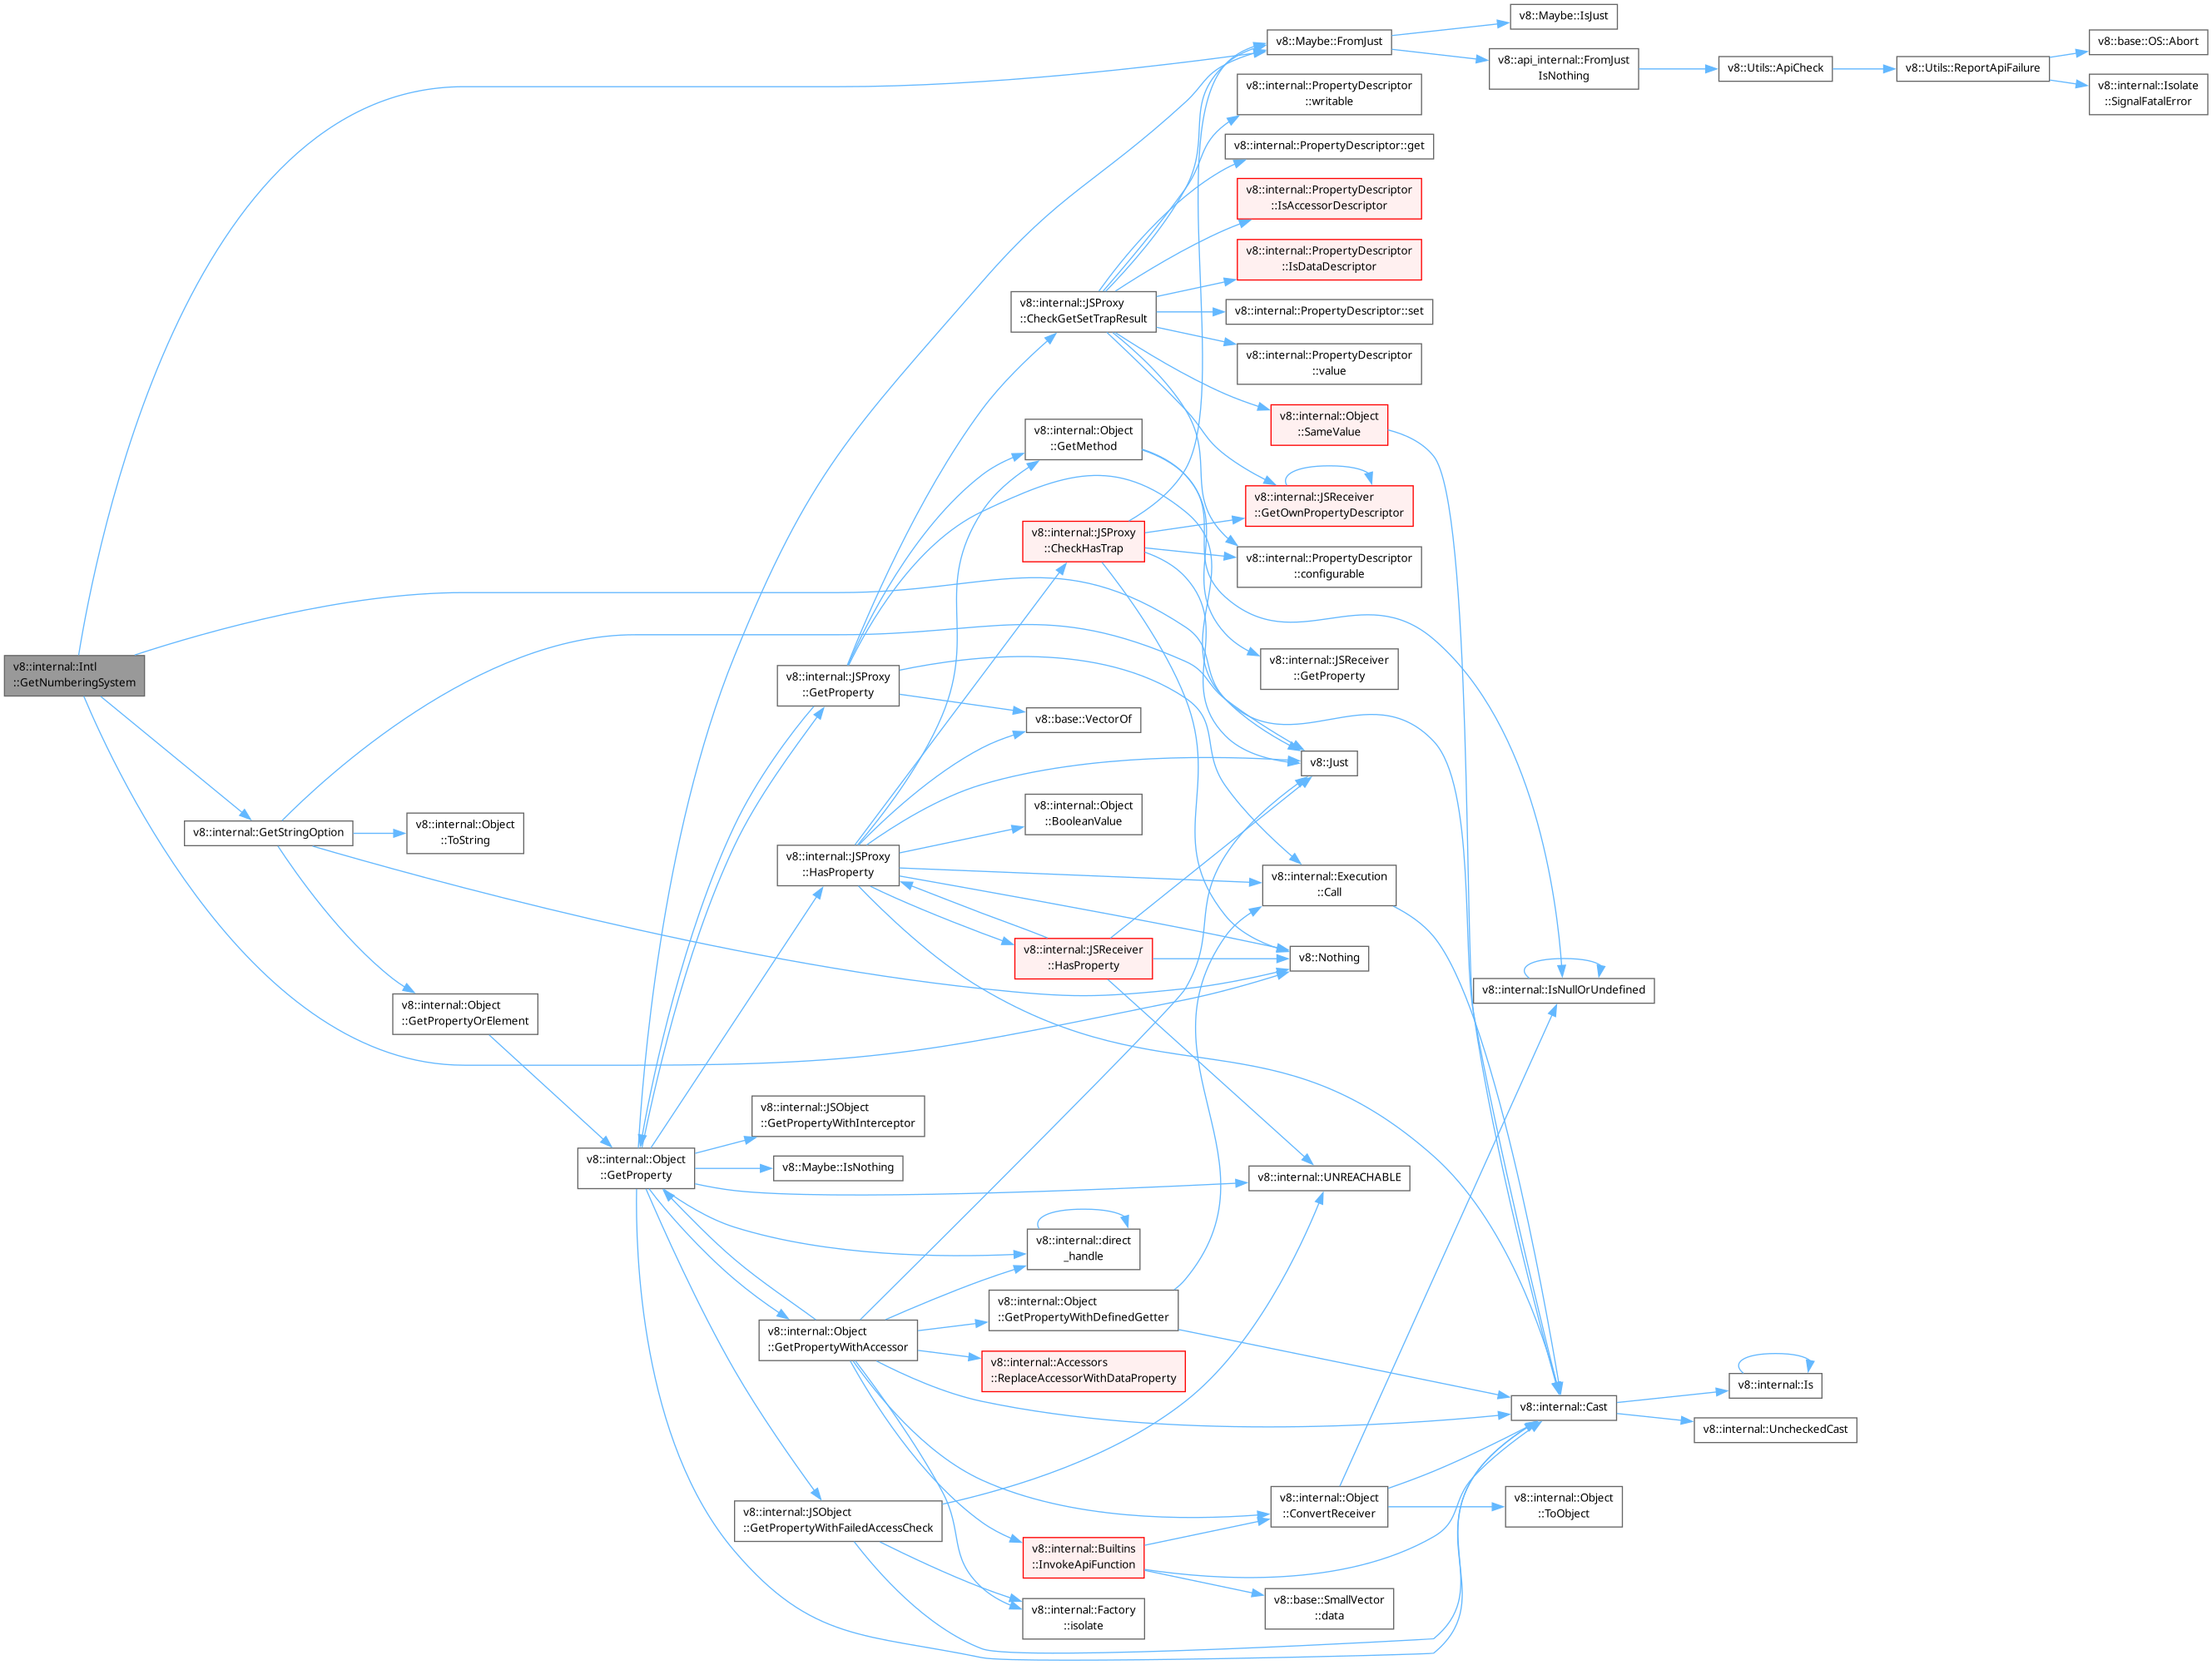 v8::internal::Intl
::GetNumberingSystem
v8::internal::GetStringOption
v8::internal::Object
::ToString
v8::internal::Object
::GetPropertyOrElement
v8::internal::Object
::GetProperty
v8::internal::JSProxy
::GetProperty
v8::internal::JSProxy
::HasProperty
v8::internal::JSObject
::GetPropertyWithInterceptor
v8::Maybe::IsNothing
v8::internal::Object
::GetPropertyWithAccessor
v8::internal::JSObject
::GetPropertyWithFailedAccessCheck
v8::internal::JSProxy
::CheckGetSetTrapResult
v8::internal::Object
::GetMethod
v8::internal::JSProxy
::CheckHasTrap
v8::base::VectorOf
v8::internal::Object
::BooleanValue
v8::internal::JSReceiver
::HasProperty
v8::internal::direct
_handle
v8::internal::Object
::GetPropertyWithDefinedGetter
v8::internal::Accessors
::ReplaceAccessorWithDataProperty
v8::internal::Builtins
::InvokeApiFunction
v8::internal::Factory
::isolate
v8::Maybe::FromJust
v8::internal::PropertyDescriptor
::writable
v8::internal::PropertyDescriptor::get
v8::internal::PropertyDescriptor
::IsAccessorDescriptor
v8::internal::PropertyDescriptor
::IsDataDescriptor
v8::internal::PropertyDescriptor::set
v8::internal::PropertyDescriptor
::value
v8::internal::Object
::SameValue
v8::internal::JSReceiver
::GetOwnPropertyDescriptor
v8::internal::PropertyDescriptor
::configurable
v8::internal::JSReceiver
::GetProperty
v8::Just
v8::internal::Execution
::Call
v8::Nothing
v8::internal::UNREACHABLE
v8::internal::Object
::ConvertReceiver
v8::base::SmallVector
::data
v8::Maybe::IsJust
v8::api_internal::FromJust
IsNothing
v8::internal::IsNullOrUndefined
v8::internal::Cast
v8::internal::Object
::ToObject
v8::Utils::ApiCheck
v8::internal::Is
v8::internal::UncheckedCast
v8::Utils::ReportApiFailure
v8::base::OS::Abort
v8::internal::Isolate
::SignalFatalError